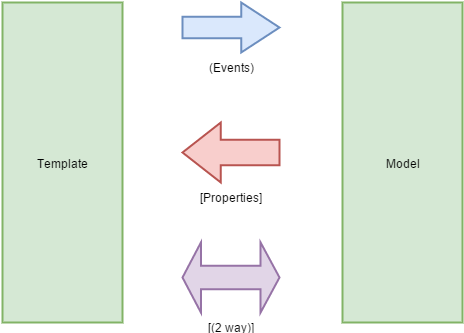 (Events)
Template
Model
[Properties]
[(2 way)]